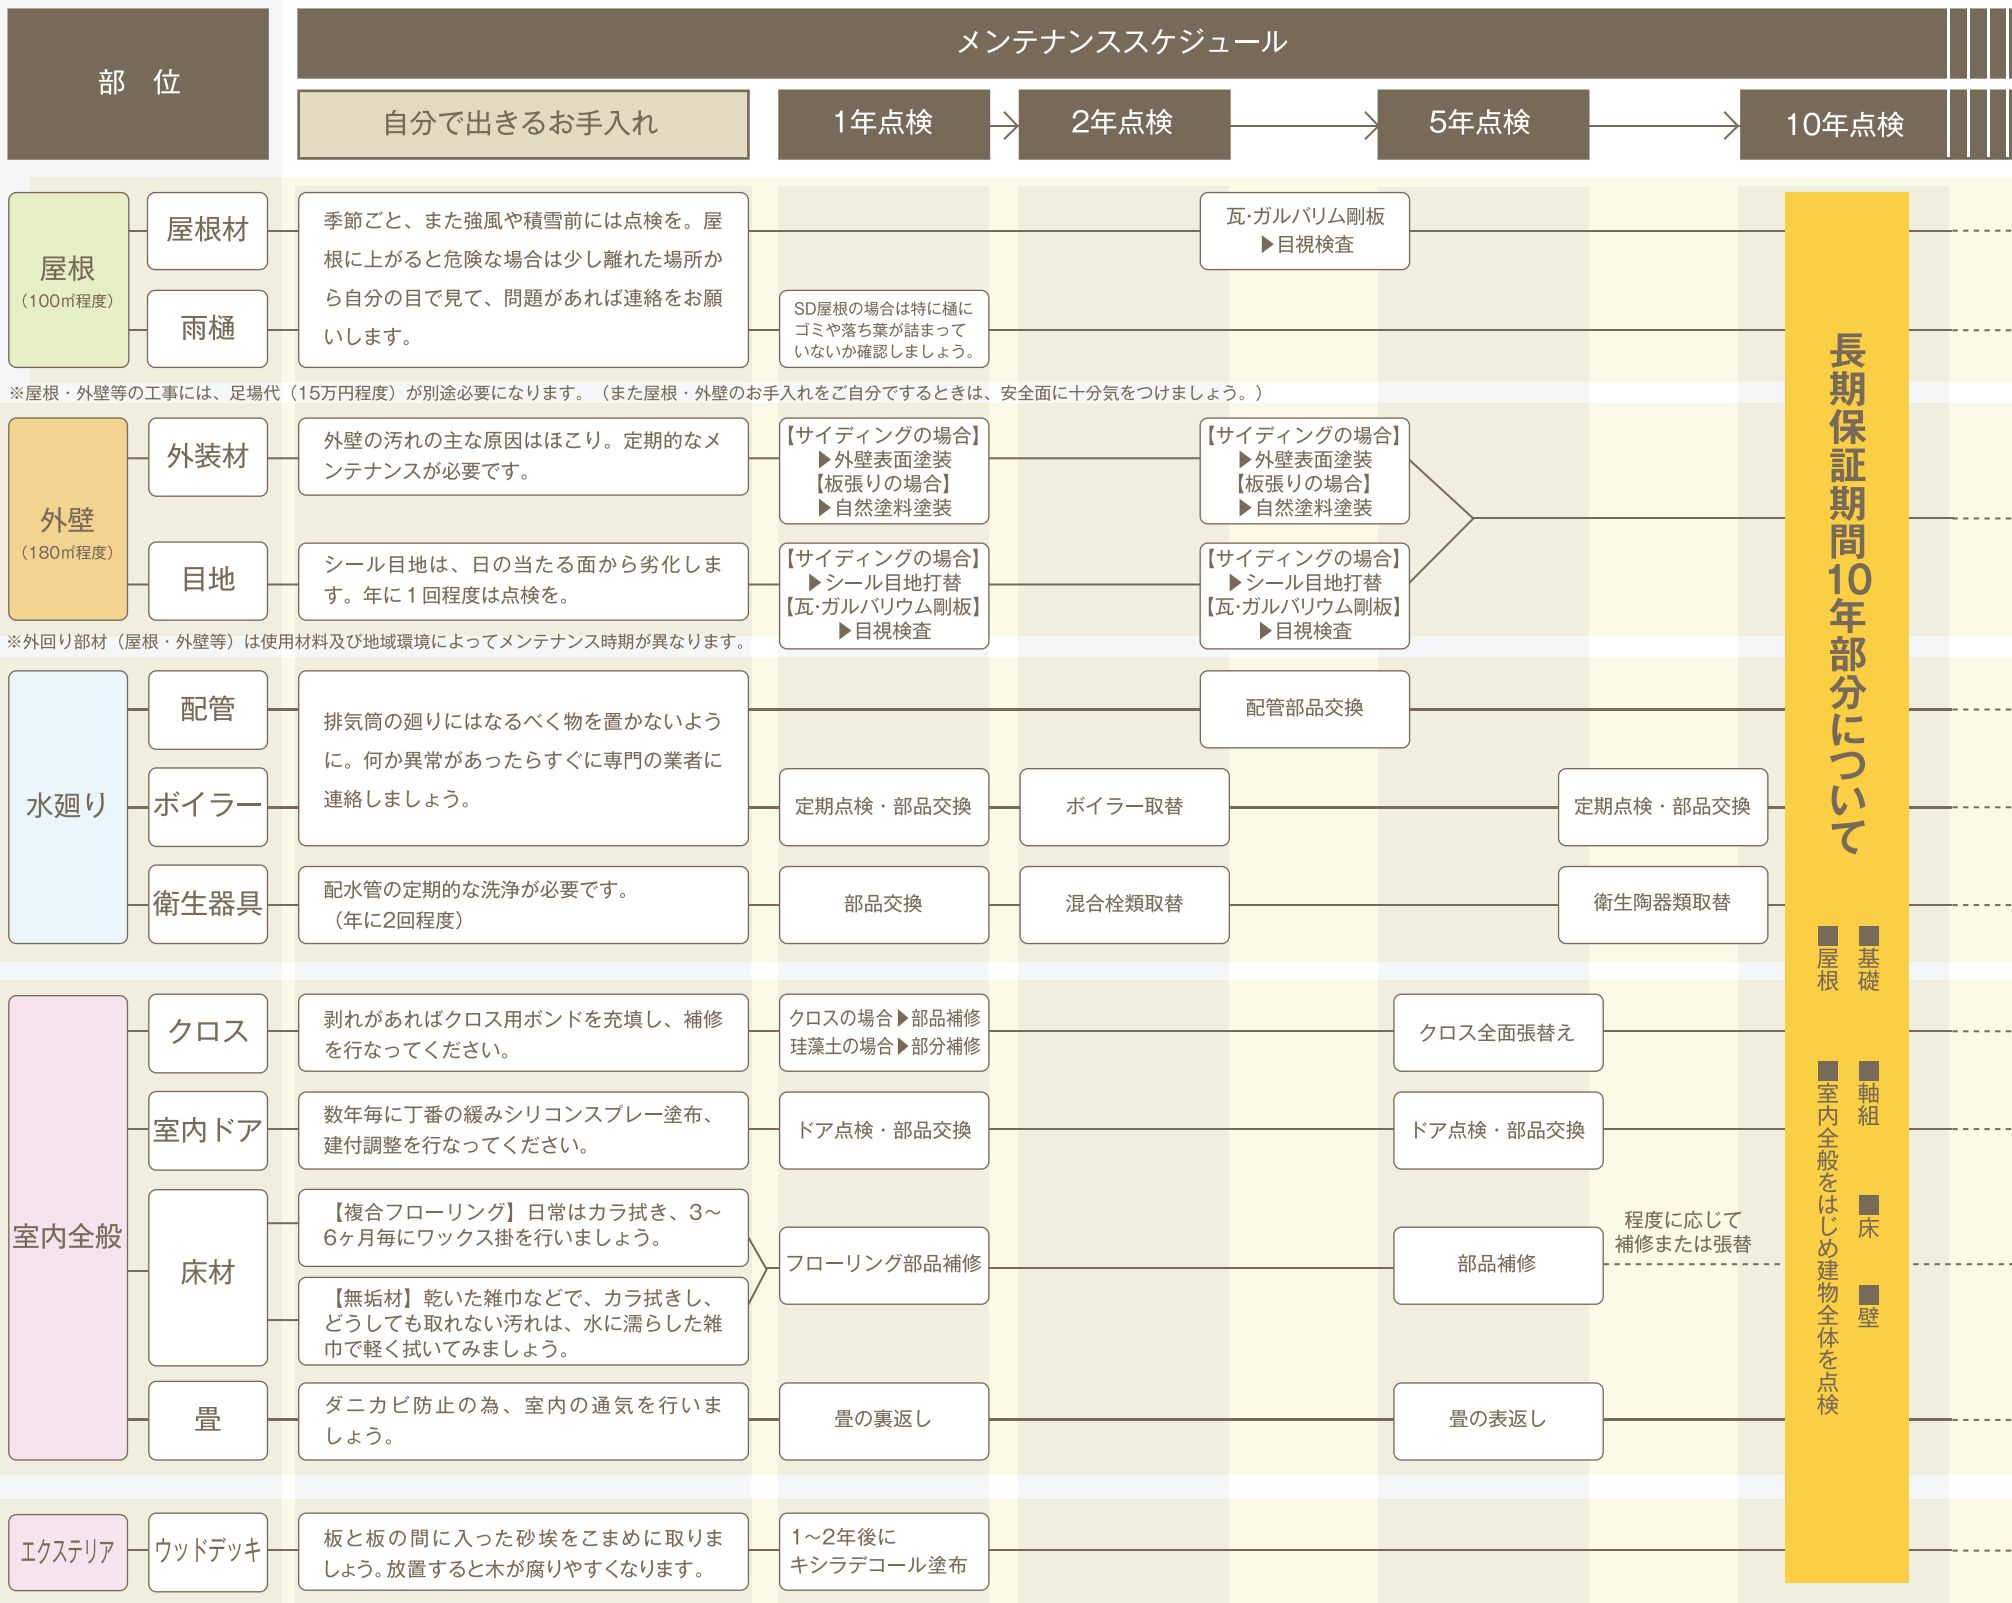 部　位
メンテナンススケジュール
自分で出きるお手入れ
1年点検
2年点検
5年点検
10年点検
屋根
（100㎡程度）
屋根材
季節ごと、また強風や積雪前には点検を。屋
根に上がると危険な場合は少し離れた場所か
ら自分の目で見て、問題があれば連絡をお願
いします。
瓦･ガルバリム剛板
▶目視検査
雨樋
SD屋根の場合は特に樋に
ゴミや落ち葉が詰まって
いないか確認しましょう。
※屋根・外壁等の工事には、足場代（15万円程度）が別途必要になります。（また屋根・外壁のお手入れをご自分でするときは、安全面に十分気をつけましょう。）
外壁
（180㎡程度）
外装材
外壁の汚れの主な原因はほこり。定期的なメ
ンテナンスが必要です。
【サイディングの場合】
▶外壁表面塗装
【板張りの場合】
▶自然塗料塗装
【サイディングの場合】
▶外壁表面塗装
【板張りの場合】
▶自然塗料塗装
目地
シール目地は、日の当たる面から劣化しま
す。年に１回程度は点検を。
【サイディングの場合】
▶シール目地打替
【瓦･ガルバリウム剛板】
▶目視検査
【サイディングの場合】
▶シール目地打替
【瓦･ガルバリウム剛板】
▶目視検査
※外回り部材（屋根・外壁等）は使用材料及び地域環境によってメンテナンス時期が異なります。
水廻り
配管
排気筒の廻りにはなるべく物を置かないよう
に。何か異常があったらすぐに専門の業者に
連絡しましょう。
配管部品交換
ボイラー
定期点検・部品交換
ボイラー取替
定期点検・部品交換
衛生器具
配水管の定期的な洗浄が必要です。
（年に2回程度）
部品交換
混合栓類取替
衛生陶器類取替
室内全般
クロス
剥れがあればクロス用ボンドを充填し、補修
を行なってください。
クロスの場合▶部品補修
珪藻土の場合▶部分補修
クロス全面張替え
室内ドア
数年毎に丁番の緩みシリコンスプレー塗布、
建付調整を行なってください。
ドア点検・部品交換
ドア点検・部品交換
床材
【複合フローリング】日常はカラ拭き、3〜
6ヶ月毎にワックス掛を行いましょう。
【無垢材】乾いた雑巾などで、カラ拭きし、
どうしても取れない汚れは、水に濡らした雑
巾で軽く拭いてみましょう。
フローリング部品補修
部品補修
程度に応じて
補修または張替
畳
ダニカビ防止の為、室内の通気を行いま
しょう。
畳の裏返し
畳の表返し
エクステリア
ウッドデッキ
板と板の間に入った砂埃をこまめに取りま
しょう。放置すると木が腐りやすくなります。
1〜2年後に
キシラデコール塗布
長期保証期間10年部分について
■基礎　■軸組　■床　■壁
■屋根　■室内全般をはじめ建物全体を点検